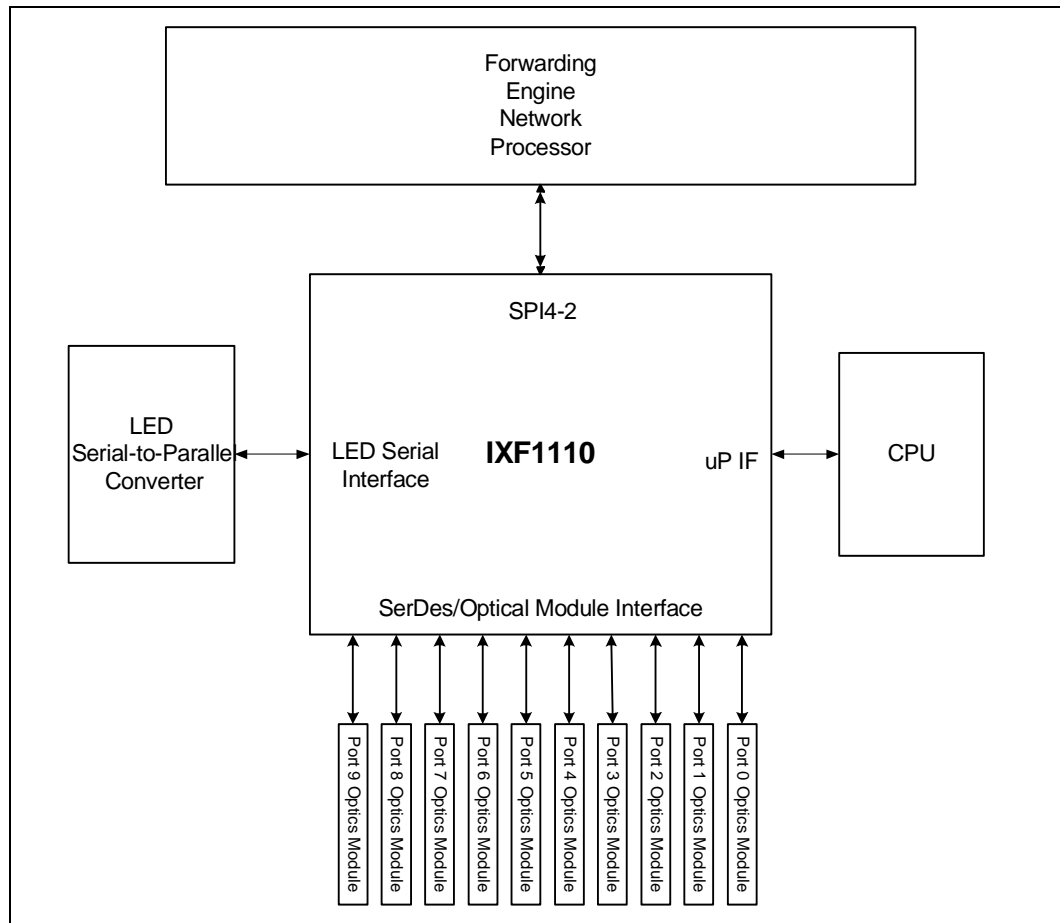 Forwarding
Engine
Network
Processor
SPI4-2
LED
Serial-to-Parallel
Converter
LED Serial
Interface
IXF1110
uP IF
CPU
SerDes/Optical Module Interface
Port 9 Optics Module
Port 8 Optics Module
Port 7 Optics Module
Port 6 Optics Module
Port 5 Optics Module
Port 4 Optics Module
Port 3 Optics Module
Port 2 Optics Module
Port 1 Optics Module
Port 0 Optics Module